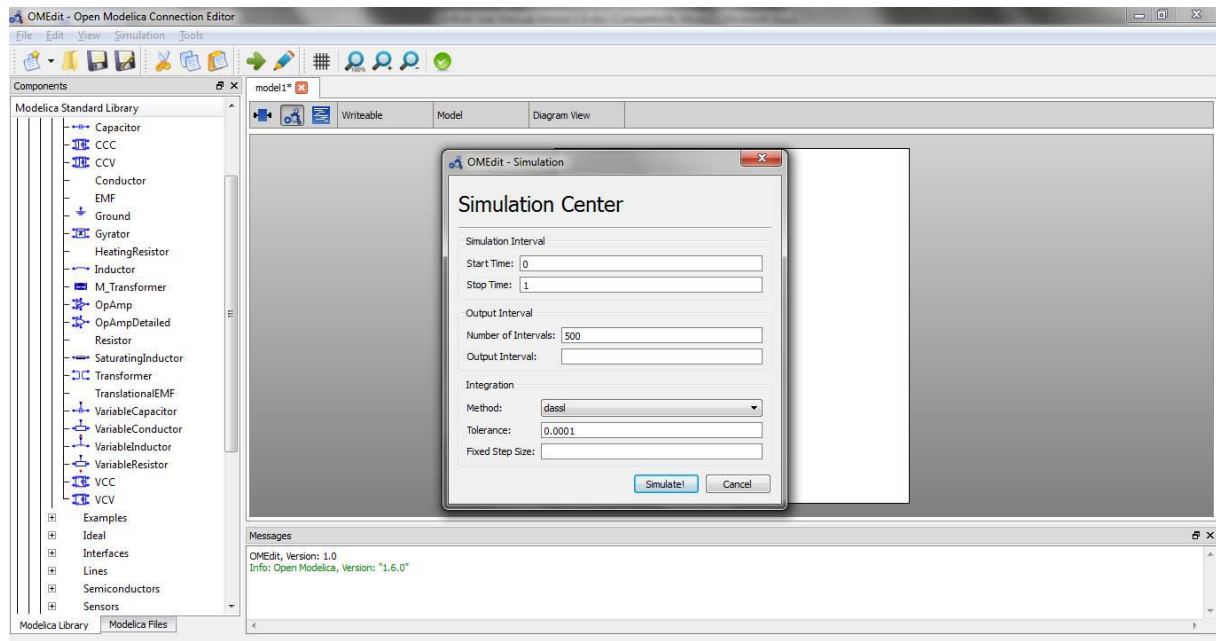 OMEdit - Open Modelica Connection Editor
File Edit View Simulation Tools
100%
Components
Modelica Standard Library
Capacitor
CCC
CCV
Conductor
EMF
Ground
Gyrator
HeatingResistor
Inductor
M_Transformer
OpAmp
OpAmpDetailed
Resistor
SaturatingInductor
Transformer
TranslationalEMF
VariableCapacitor
VariableConductor
VariableInductor
VariableResistor
VCC
VCV
Examples
Ideal
Interfaces
Lines
Semiconductors
Sensors
Modelica Library Modelica Files
model1*
Writeable Model Diagram View
OMEdit - Simulation
Simulation Center
Simulation Interval
Start Time: 0
Stop Time: 1
Output Interval
Number of Intervals: 500
Output Interval:
Integration
Method: dassl
Tolerance: 0.0001
Fixed Step Size:
Simulate! Cancel
Messages
OMEdit, Version: 1.0
Info: Open Modelica, Version: "1.6.0"